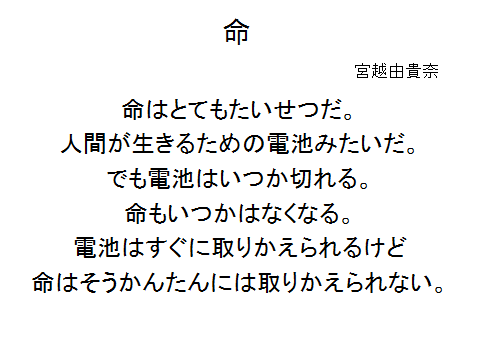 命
宮越由貴奈
命はとてもたいせつだ。
人間が生きるための電池みたいだ。
でも電池はいつか切れる。
命もいつかはなくなる。
電池はすぐに取りかえられるけど
命はそうかんたんには取りかえられない。